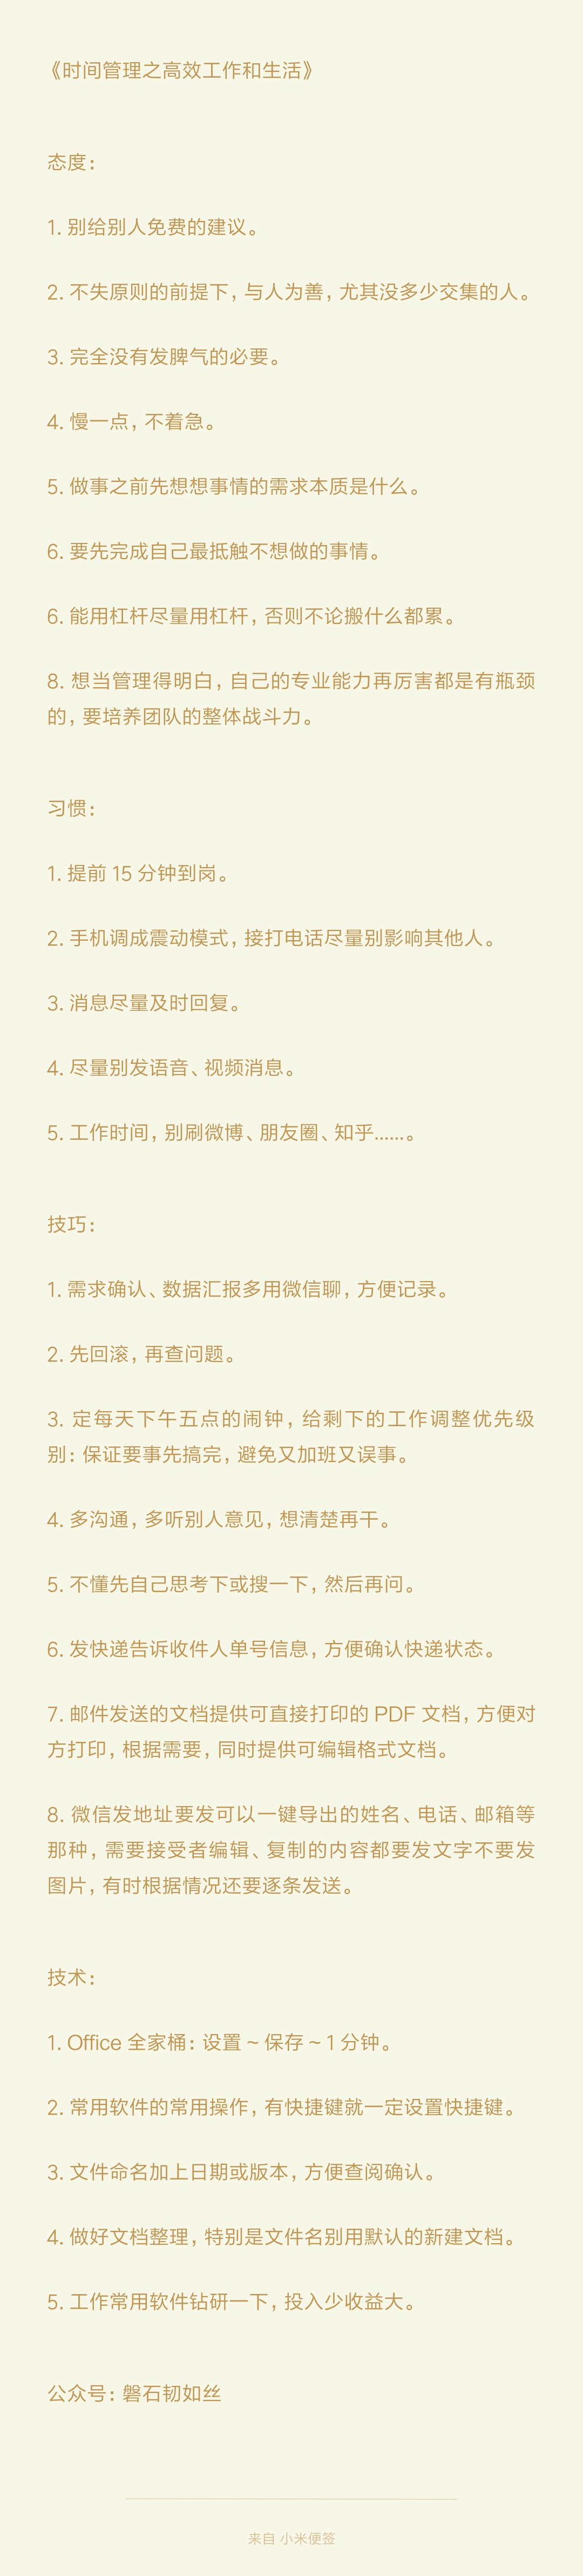 《时间管理之高效工作和生活》
态度：
1. 别给别人免费的建议。
2. 不失原则的前提下，与人为善，尤其没多少交集的人。
3. 完全没有发脾气的必要。
4. 慢一点，不着急。
5. 做事之前先想想事情的需求本质是什么。
6. 要先完成自己最抵触不想做的事情。
6. 能用杠杆尽量用杠杆，否则不论搬什么都累。
8. 想当管理得明白，自己的专业能力再厉害都是有瓶颈
的，要培养团队的整体战斗力。
习惯：
1. 提前 15 分钟到岗。
2. 手机调成震动模式，接打电话尽量别影响其他人。
3. 消息尽量及时回复。
4. 尽量别发语音、视频消息。
5. 工作时间，别刷微博、朋友圈、知乎......。
技巧：
1. 需求确认、数据汇报多用微信聊，方便记录。
2. 先回滚，再查问题。
3. 定每天下午五点的闹钟，给剩下的工作调整优先级
别：保证要事先搞完，避免又加班又误事。
4. 多沟通，多听别人意见，想清楚再干。
5. 不懂先自己思考下或搜一下，然后再问。
6. 发快递告诉收件人单号信息，方便确认快递状态。
7. 邮件发送的文档提供可直接打印的 PDF 文档，方便对
方打印，根据需要，同时提供可编辑格式文档。
8. 微信发地址要发可以一键导出的姓名、电话、邮箱等
那种，需要接受者编辑、复制的内容都要发文字不要发
图片，有时根据情况还要逐条发送。
技术：
1. Office 全家桶：设置 ~ 保存 ~ 1 分钟。
2. 常用软件的常用操作，有快捷键就一定设置快捷键。
3. 文件命名加上日期或版本，方便查阅确认。
4. 做好文档整理，特别是文件名别用默认的新建文档。
5. 工作常用软件钻研一下，投入少收益大。
公众号：磐石韧如丝
来自 小米便签